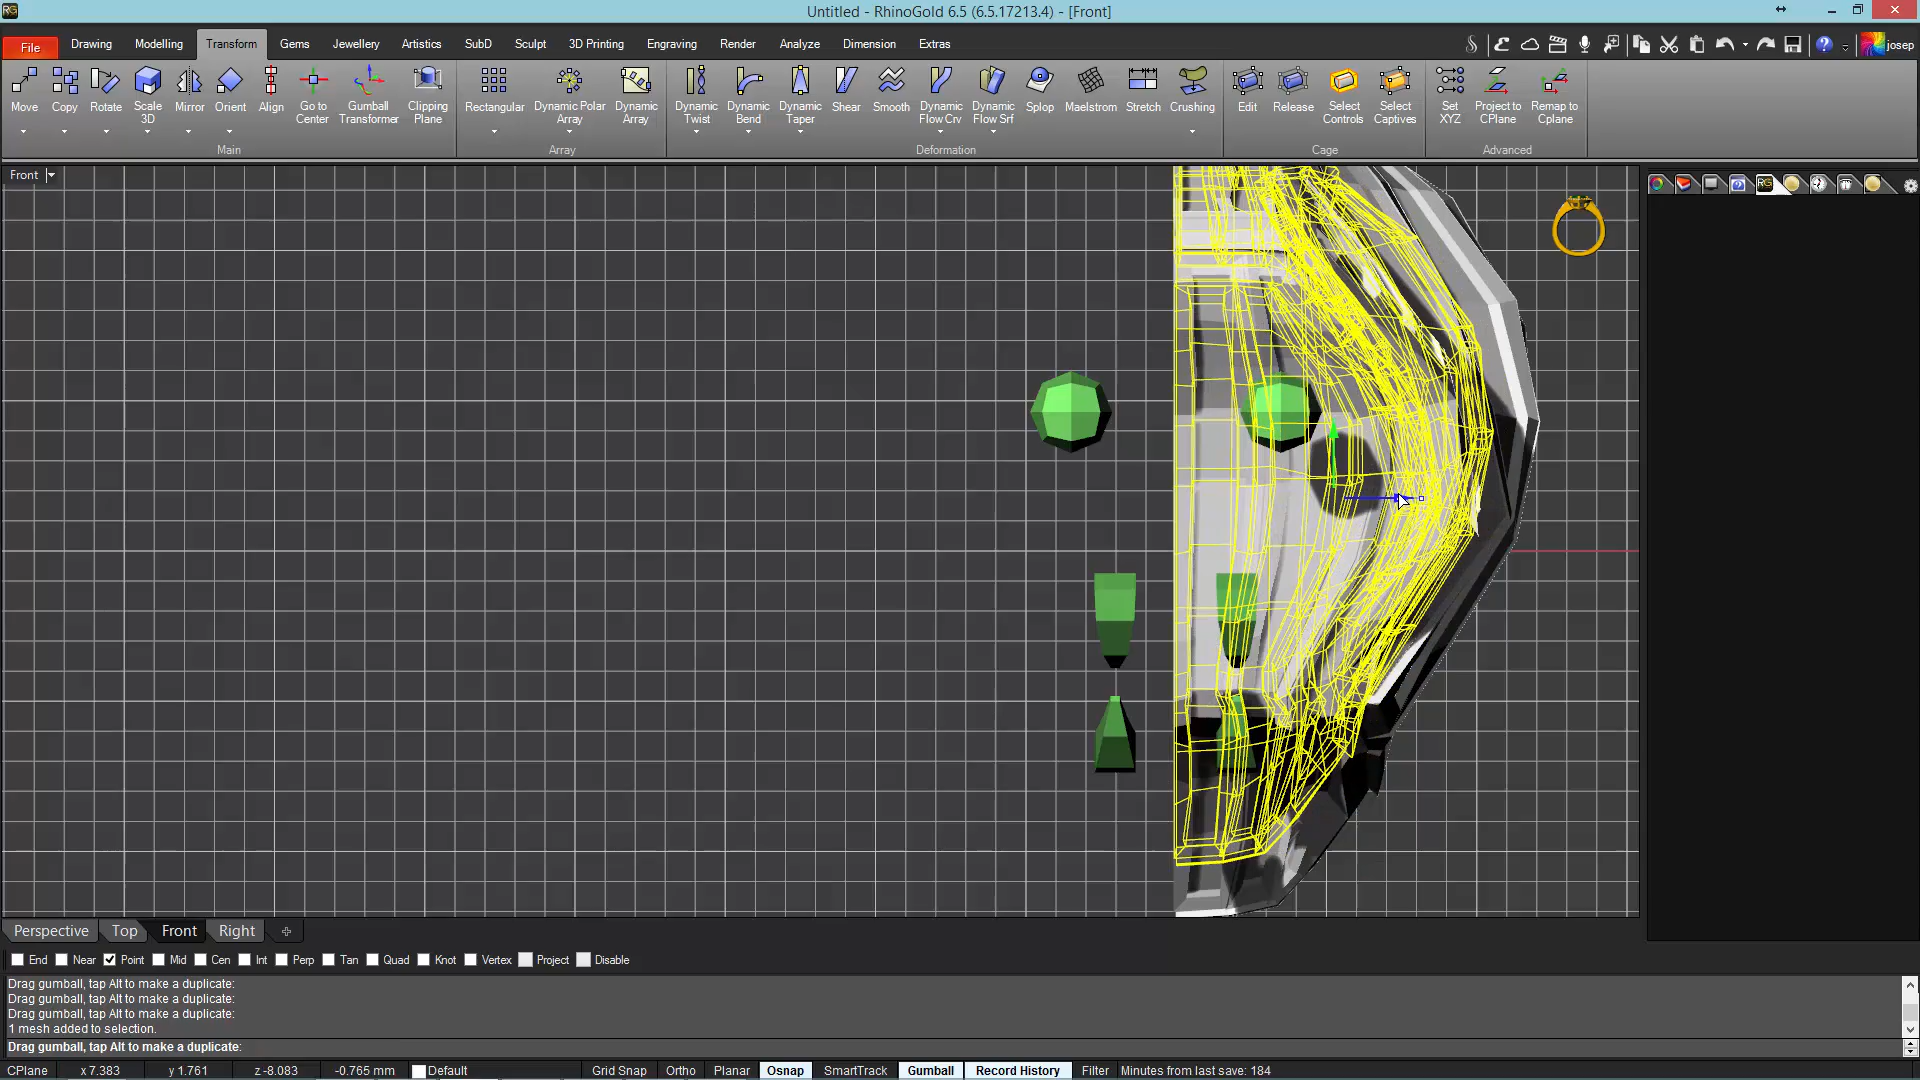 Untitled - RhinoGold 6.5 (6.5.17213.4) - [Front]
File Drawing Modelling Transform Gems Jewellery Artistics SubD Sculpt 3D Printing Engraving Render Analyze Dimension Extras josep
Move Copy Rotate Scale 3D Mirror Orient Align Go to Center Gumball Transformer Clipping Plane Rectangular Dynamic Polar Array Dynamic Array Dynamic Twist Dynamic Bend Dynamic Taper Shear Smooth Dynamic Flow Crv Dynamic Flow Srf Splop Maelstrom Stretch Crushing Edit Release Select Controls Select Captives Set XYZ Project to CPlane Remap to Cplane
Main Array Deformation Cage Advanced
Front
Perspective Top Front Right
End Near Point Mid Cen Int Perp Tan Quad Knot Vertex Project Disable
Drag gumball, tap Alt to make a duplicate:
Drag gumball, tap Alt to make a duplicate:
Drag gumball, tap Alt to make a duplicate:
1 mesh added to selection.
Drag gumball, tap Alt to make a duplicate:
CPlane x 7.383 y 1.761 z -8.083 -0.765 mm Default Grid Snap Ortho Planar Osnap SmartTrack Gumball Record History Filter Minutes from last save: 184